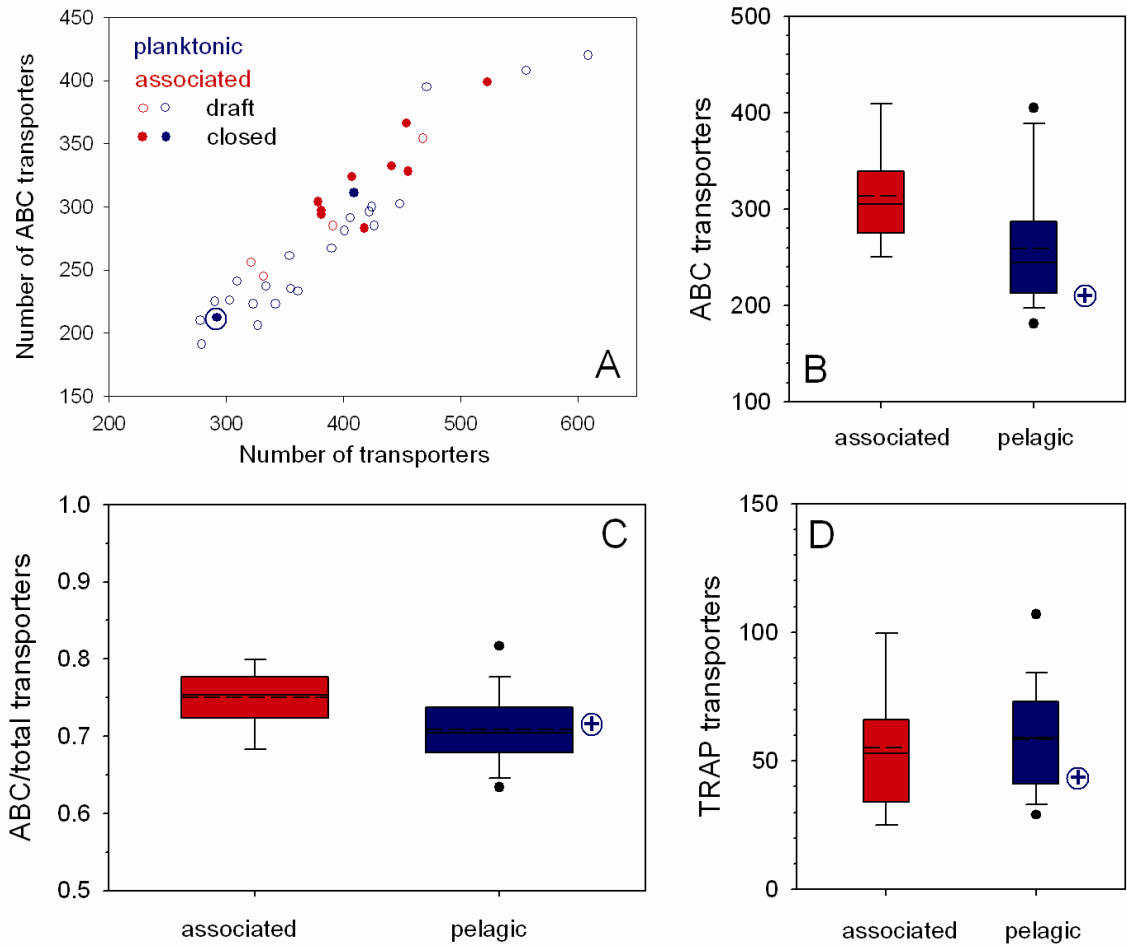 450
400
350
300
250
200
150
Number of ABC transporters
planktonic
associated
draft
closed
A
200
300
400
500
600
Number of transporters
500
400
300
200
100
ABC transporters
B
associated
pelagic
1.0
0.9
0.8
0.7
0.6
0.5
ABC/total transporters
C
associated
pelagic
150
100
50
0
TRAP transporters
D
associated
pelagic